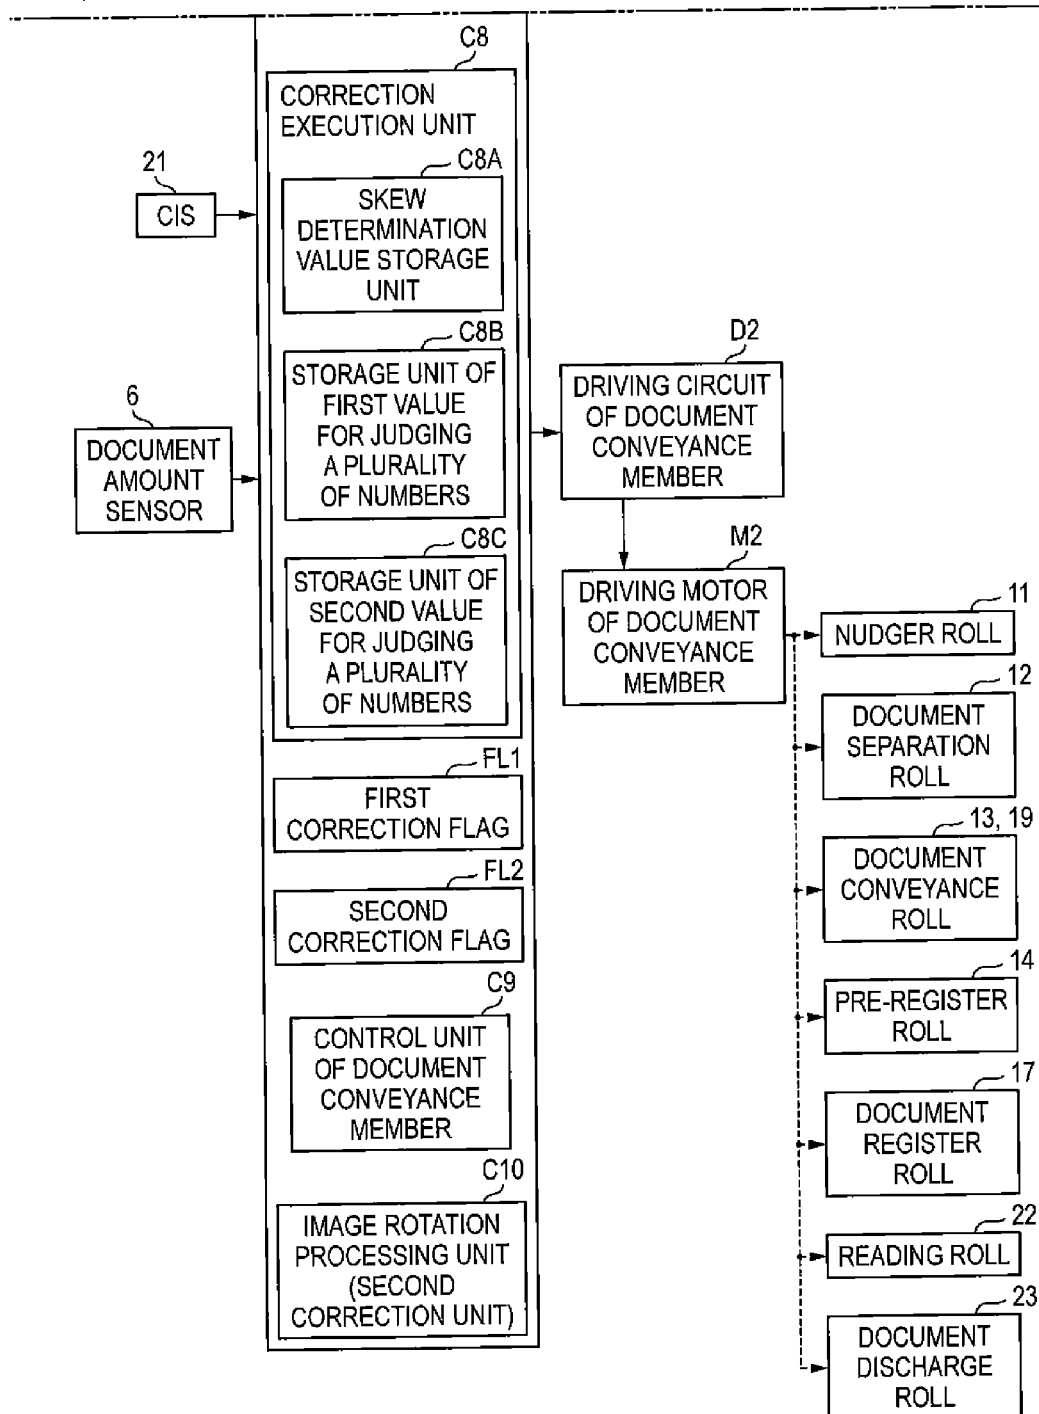 C8
CORRECTION
EXECUTION UNIT
C8A
SKEW
DETERMINATION
VALUE STORAGE
UNIT
C8B
STORAGE UNIT OF
FIRST VALUE
FOR JUDGING
A PLURALITY
OF NUMBERS
C8C
STORAGE UNIT OF
SECOND VALUE
FOR JUDGING
A PLURALITY
OF NUMBERS
FL1
FIRST
CORRECTION FLAG
FL2
SECOND
CORRECTION FLAG
C9
CONTROL UNIT
OF DOCUMENT
CONVEYANCE
MEMBER
C10
IMAGE ROTATION
PROCESSING UNIT
(SECOND
CORRECTION UNIT)
21
CIS
6
DOCUMENT
AMOUNT
SENSOR
D2
DRIVING CIRCUIT
OF DOCUMENT
CONVEYANCE
MEMBER
M2
DRIVING MOTOR
OF DOCUMENT
CONVEYANCE
MEMBER
11
NUDGER ROLL
12
DOCUMENT
SEPARATION
ROLL
13, 19
DOCUMENT
CONVEYANCE
ROLL
14
PRE-REGISTER
ROLL
17
DOCUMENT
REGISTER
ROLL
22
READING ROLL
23
DOCUMENT
DISCHARGE
ROLL